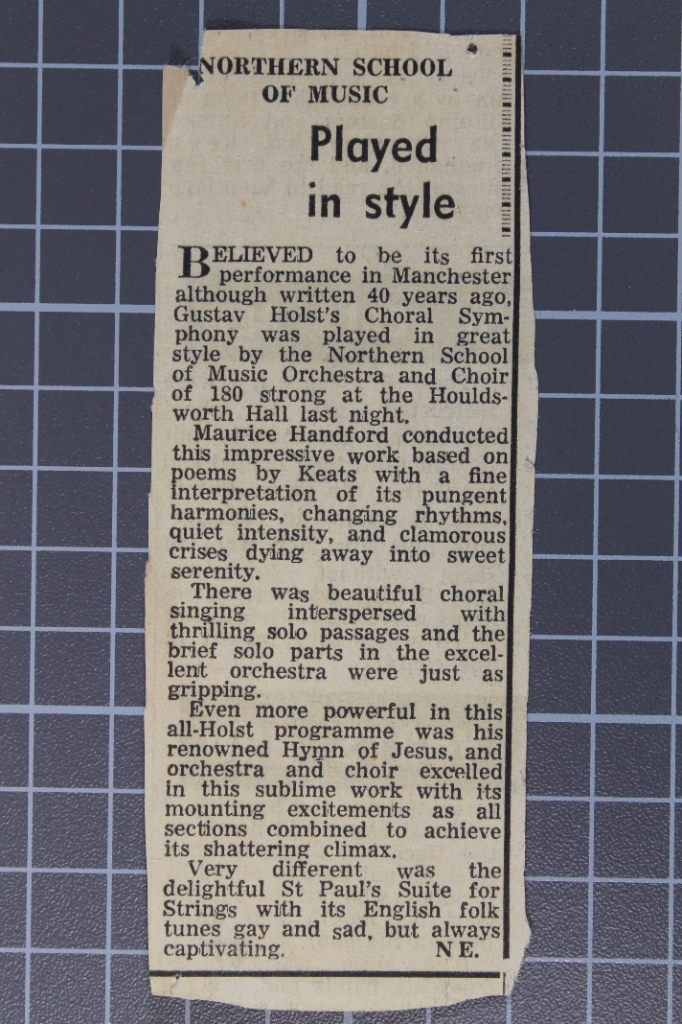 NORTHERN SCHOOL
OF MUSIC
Played
in style
BELIEVED to be its first
performance in Manchester
although written 40 years ago,
Gustav Holst's Choral Sym-
phony was played in great
style by the Northern School
of Music Orchestra and Choir
of 180 strong at the Houlds-
worth Hall last night.
Maurice Handford conducted
this impressive work based on
poems by Keats with a fine
interpretation of its pungent
harmonies, changing rhythms,
quiet intensity, and clamorous
crises dying away into sweet
serenity.
There was beautiful choral
singing interspersed with
thrilling solo passages and the
brief solo parts in the excel-
lent orchestra were just as
gripping.
Even more powerful in this
all-Holst programme was his
renowned Hymn of Jesus, and
orchestra and choir excelled
in this sublime work with its
mounting excitements as all
sections combined to achieve
its shattering climax.
Very different was the
delightful St Paul's Suite for
Strings with its English folk
tunes gay and sad, but always
captivating. N E.